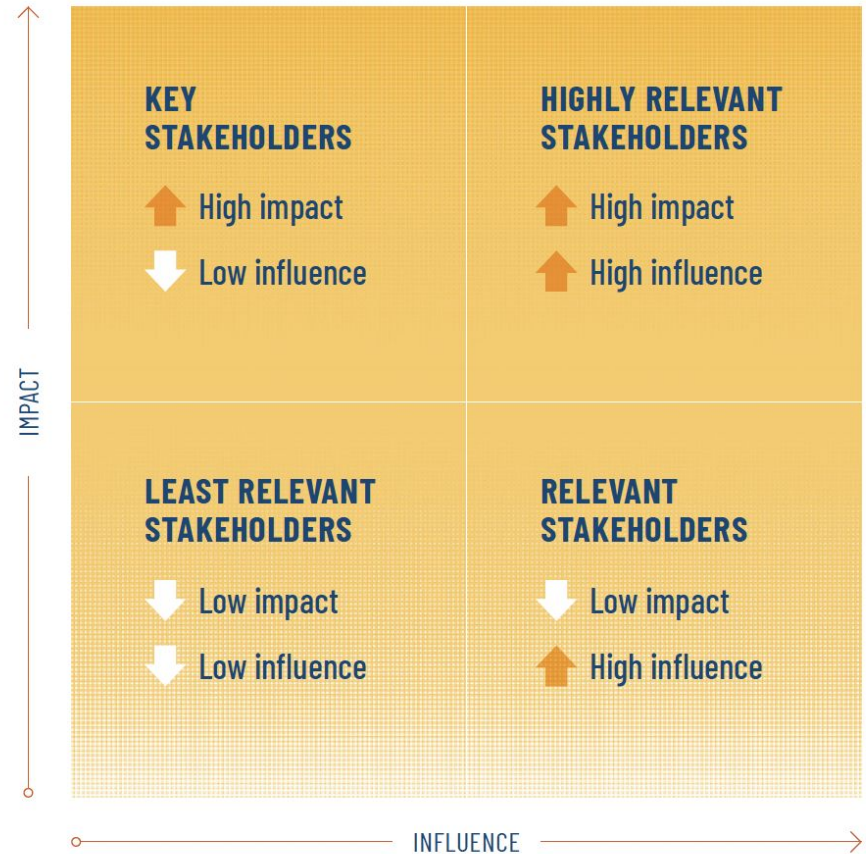 KEY
STAKEHOLDERS
High impact
Low influence
HIGHLY RELEVANT
STAKEHOLDERS
High impact
High influence
IMPACT
LEAST RELEVANT
STAKEHOLDERS
Low impact
Low influence
RELEVANT
STAKEHOLDERS
Low impact
High influence
INFLUENCE